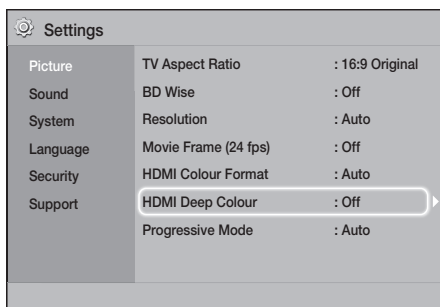 Settings
Picture
Sound
System
Language
Security
Support
TV Aspect Ratio : 16:9 Original
BD Wise : Off
Resolution : Auto
Movie Frame (24 fps) : Off
HDMI Colour Format : Auto
HDMI Deep Colour : Off
Progressive Mode : Auto